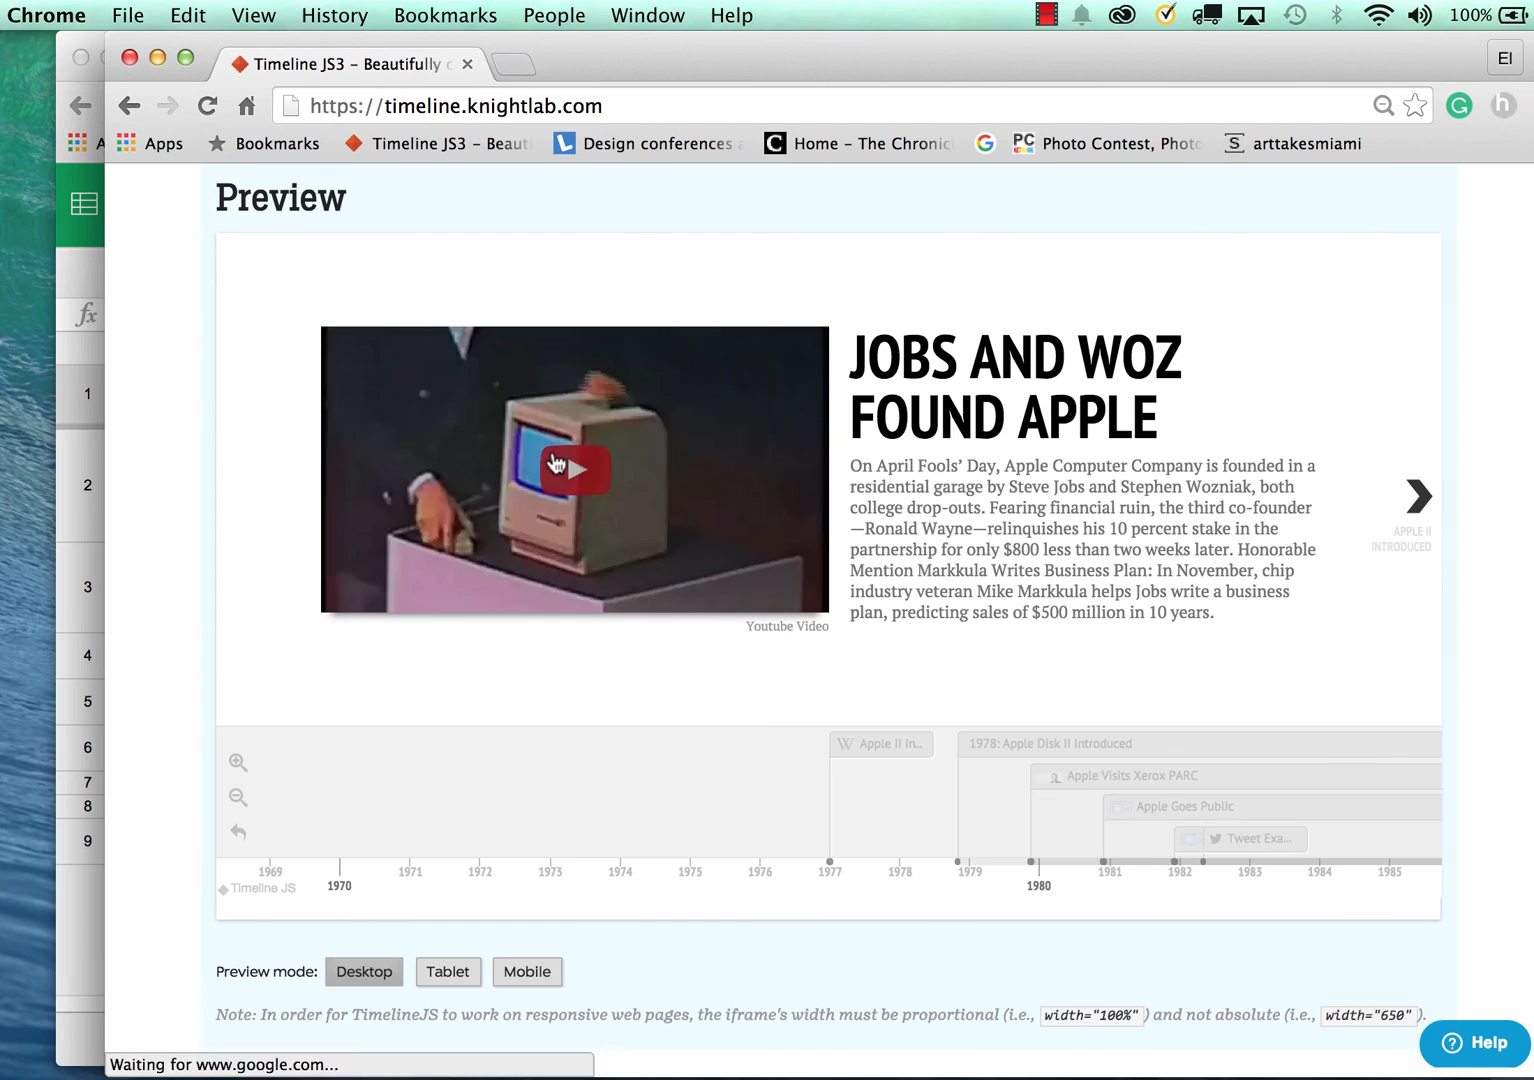 Chrome File Edit View History Bookmarks People Window Help 100%
Timeline JS3 – Beautifully c
El
https://timeline.knightlab.com
A Apps Bookmarks Timeline JS3 – Beaut Design conferences Home – The Chronic Photo Contest, Photo arttakesmiami
Preview
JOBS AND WOZ
FOUND APPLE
On April Fools’ Day, Apple Computer Company is founded in a
residential garage by Steve Jobs and Stephen Wozniak, both
college drop-outs. Fearing financial ruin, the third co-founder
—Ronald Wayne—relinquishes his 10 percent stake in the
partnership for only $800 less than two weeks later. Honorable
Mention Markkula Writes Business Plan: In November, chip
industry veteran Mike Markkula helps Jobs write a business
plan, predicting sales of $500 million in 10 years.
Youtube Video
APPLE II
INTRODUCED
fx
1
2
3
4
5
6
7
8
9
W Apple II In... 1978: Apple Disk II Introduced
Apple Visits Xerox PARC
Apple Goes Public
Tweet Exa...
1969 1970 1971 1972 1973 1974 1975 1976 1977 1978 1979 1980 1981 1982 1983 1984 1985
Timeline JS
Preview mode: Desktop Tablet Mobile
Note: In order for TimelineJS to work on responsive web pages, the iframe's width must be proportional (i.e., width="100%" ) and not absolute (i.e., width="650" ).
Help
Waiting for www.google.com...